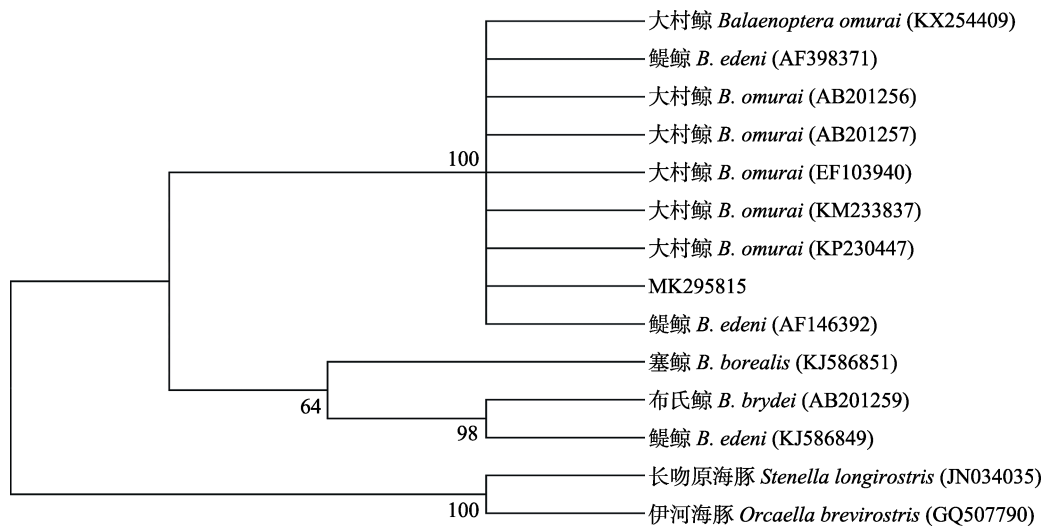 大村鲸 Balaenoptera omurai (KX254409)
鳀鲸 B. edeni (AF398371)
大村鲸 B. omurai (AB201256)
大村鲸 B. omurai (AB201257)
100
大村鲸 B. omurai (EF103940)
大村鲸 B. omurai (KM233837)
大村鲸 B. omurai (KP230447)
MK295815
鳀鲸 B. edeni (AF146392)
塞鲸 B. borealis (KJ586851)
布氏鲸 B. brydei (AB201259)
64
98
鳀鲸 B. edeni (KJ586849)
长吻原海豚 Stenella longirostris (JN034035)
100
伊河海豚 Orcaella brevirostris (GQ507790)